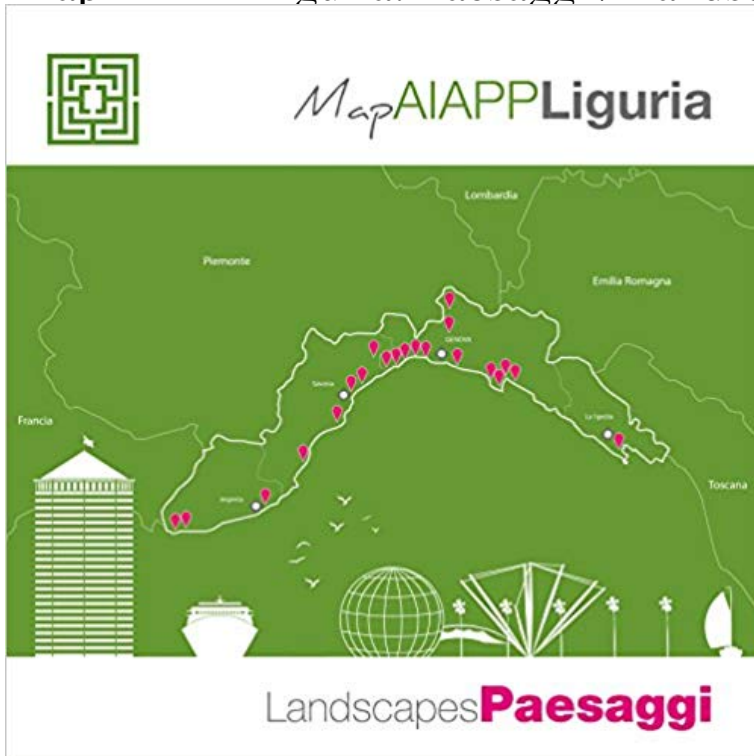 MapAIAPPLiguria
Lombardia
Piemonte
Emilia Romagna
GENOVA
Savona
Francia
La Spezia
Toscana
Imperia
LandscapesPaesaggi